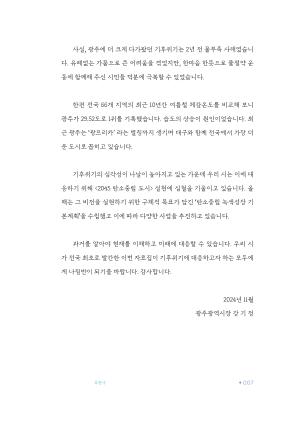 사실, 광주에 더 크게 다가왔던 기후위기는 2년 전 물부족 사태였습니
다. 유례없는 가뭄으로 큰 어려움을 겪었지만, 한마음 한뜻으로 물절약 운
동에 함께해 주신 시민들 덕분에 극복할 수 있었습니다.
한편 전국 66개 지역의 최근 10년간 여름철 체감온도를 비교해 보니
광주가 29.52도로 1위를 기록했습니다. 습도의 상승이 원인이었습니다. 최
근 광주는 ‘광프리카’라는 별칭까지 생기며 대구와 함께 전국에서 가장 더
운 도시로 꼽히고 있습니다.
기후위기의 심각성이 나날이 높아지고 있는 가운데 우리 시는 이에 대
응하기 위해 <2045 탄소중립 도시> 실현에 심혈을 기울이고 있습니다. 올
해는 그 비전을 실현하기 위한 구체적 목표가 담긴 ‘탄소중립 녹색성장 기
본계획’을 수립했고 이에 따라 다양한 사업을 추진하고 있습니다.
과거를 알아야 현재를 이해하고 미래에 대응할 수 있습니다. 우리 시
가 전국 최초로 발간한 이번 자료집이 기후위기에 대응하고자 하는 모두에
게 나침반이 되기를 바랍니다. 감사합니다.
2024년 11월
광주광역시장 강 기 정
007